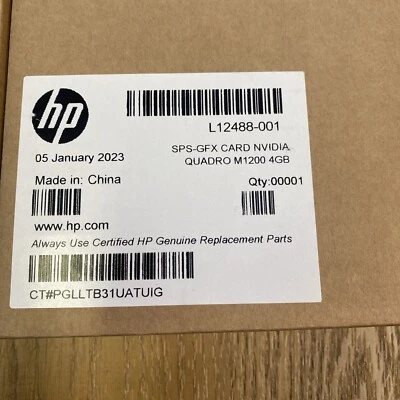 hp
L12488-001
05 January 2023
SPS-GFX CARD NVIDIA
QUADRO M1200 4GB
Made in: China
Qty:00001
www.hp.com
Always Use Certified HP Genuine Replacement Parts
CT#PGLLTB31UATUIG